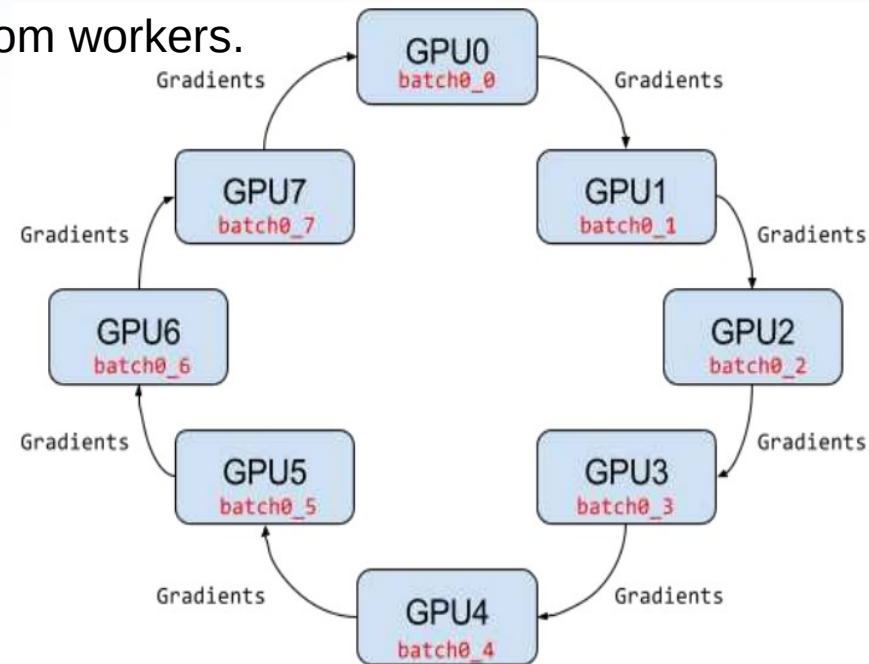 om workers.
GPU0
batch0_0
Gradients
Gradients
GPU7
batch0_7
GPU1
batch0_1
Gradients
Gradients
GPU6
batch0_6
GPU2
batch0_2
Gradients
Gradients
GPU5
batch0_5
GPU3
batch0_3
Gradients
Gradients
GPU4
batch0_4